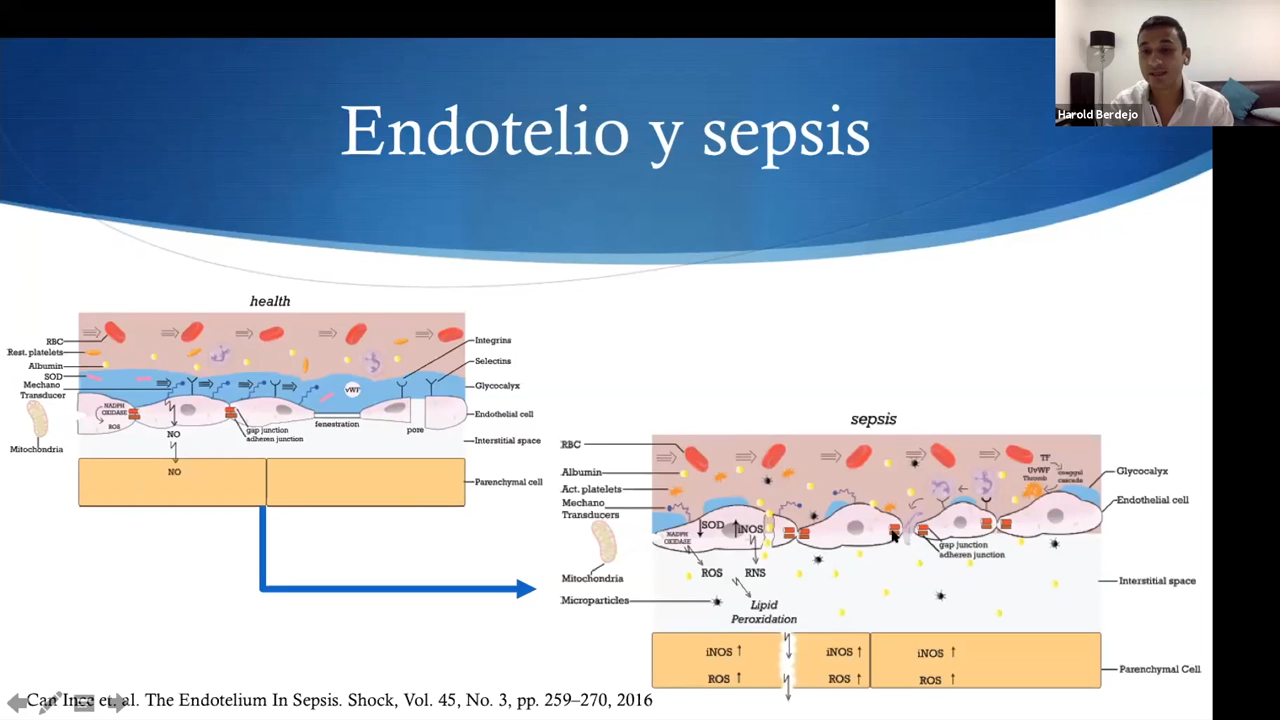 Harold Berdejo
Endotelio y sepsis
health
RBC
Rest. platelets
Albumin
SOD
Mechano
Transducer
Mitochondria
NADPH
OXIDASE
ROS
NO
NO
vWF
gap junction
adheren junction
fenestration
pore
Integrins
Selectins
Glycocalyx
Endothelial cell
Interstitial space
Parenchymal cell
sepsis
RBC
Albumin
Act. platelets
Mechano
Transducers
Mitochondria
Microparticles
NADPH
OXIDASE
SOD
iNOS
ROS
RNS
Lipid
Peroxidation
TF
UvWF
Thromb
coaggul
cascade
gap junction
adheren junction
Glycocalyx
Endothelial cell
Interstitial space
Parenchymal Cell
iNOS ↑
iNOS ↑
iNOS ↑
ROS ↑
ROS ↑
ROS ↑
Can Ince et. al. The Endotelium In Sepsis. Shock, Vol. 45, No. 3, pp. 259–270, 2016